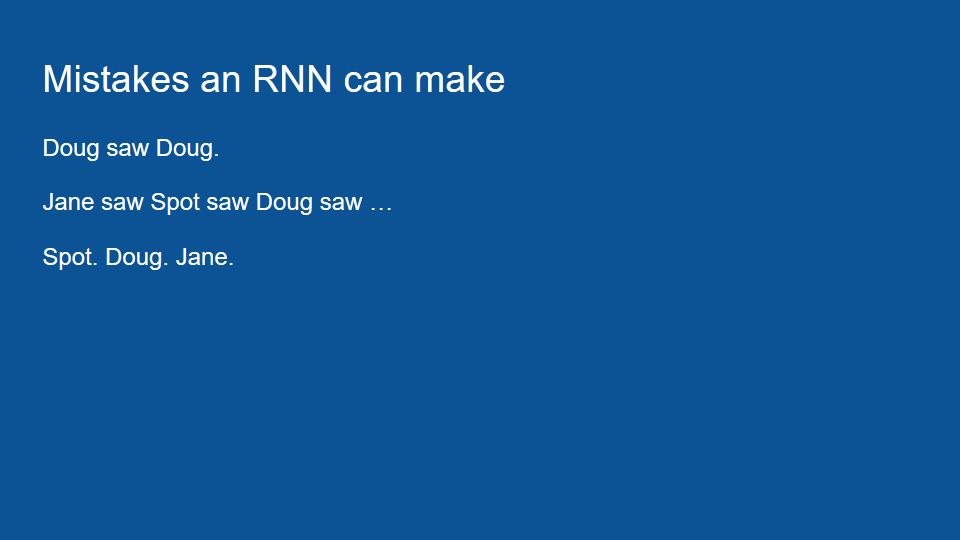 Mistakes an RNN can make
Doug saw Doug.
Jane saw Spot saw Doug saw …
Spot. Doug. Jane.